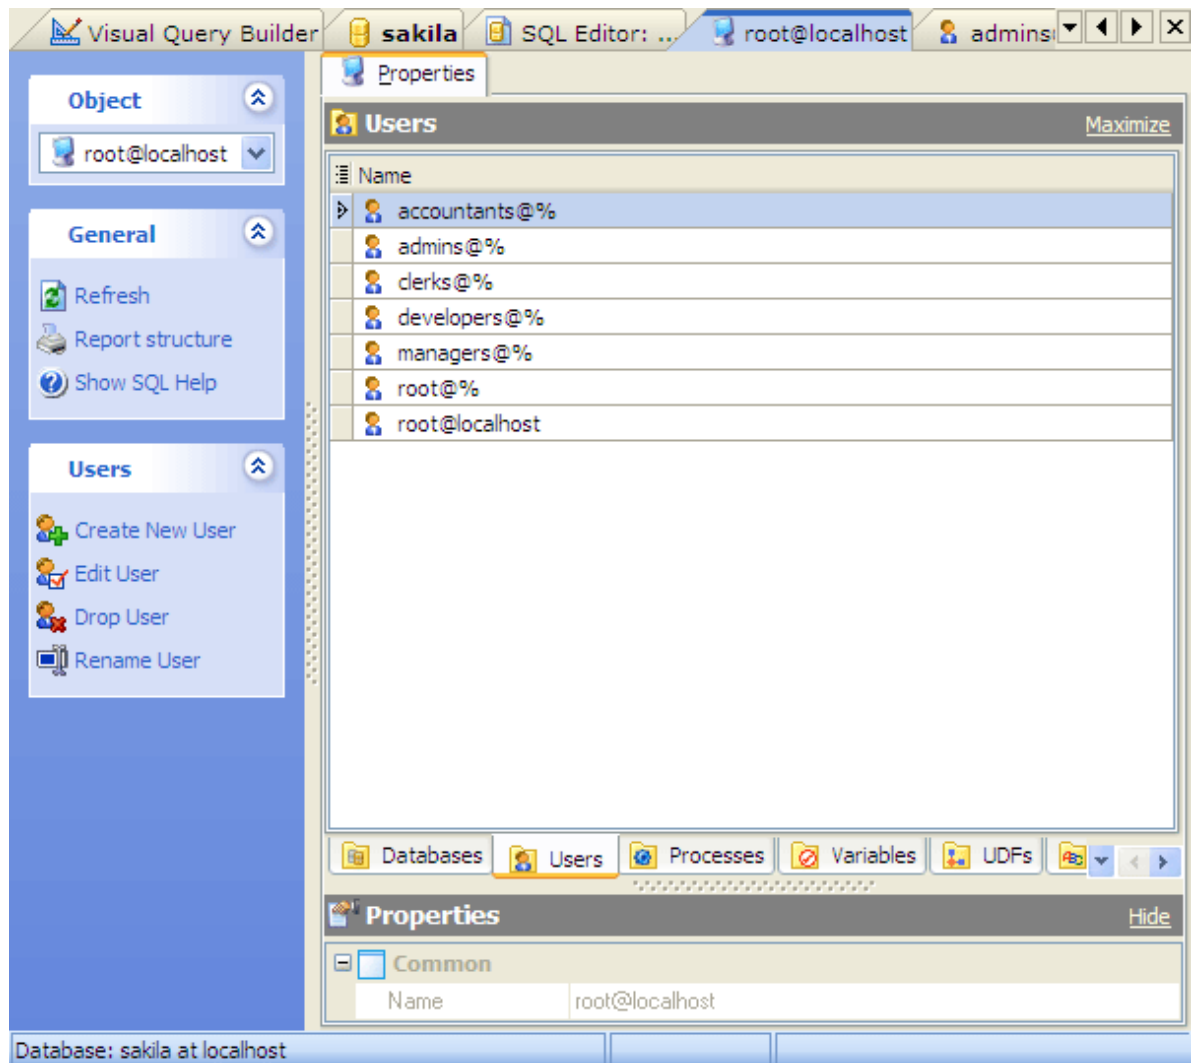 Visual Query Builder sakila SQL Editor: ... root@localhost admins
Properties
Object
root@localhost
General
Refresh
Report structure
Show SQL Help
Users
Create New User
Edit User
Drop User
Rename User
Users Maximize
Name
accountants@%
admins@%
clerks@%
developers@%
managers@%
root@%
root@localhost
Databases Users Processes Variables UDFs
Properties Hide
Common
Name root@localhost
Database: sakila at localhost